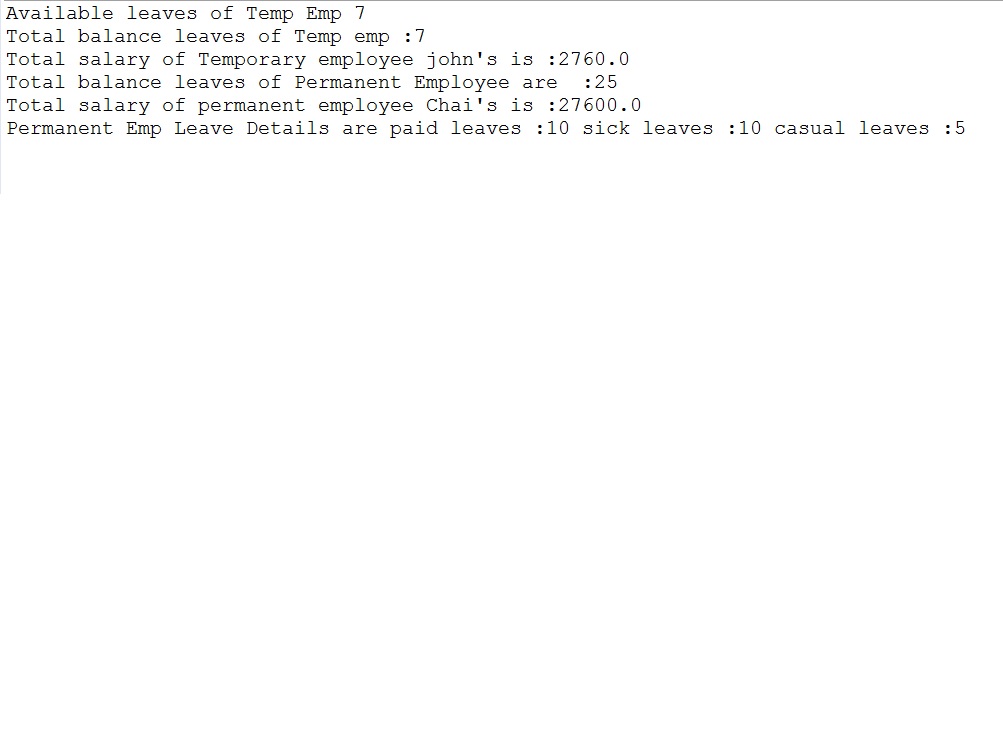 Available leaves of Temp Emp 7
Total balance leaves of Temp emp :7
Total salary of Temporary employee john's is :2760.0
Total balance leaves of Permanent Employee are  :25
Total salary of permanent employee Chai's is :27600.0
Permanent Emp Leave Details are paid leaves :10 sick leaves :10 casual leaves :5